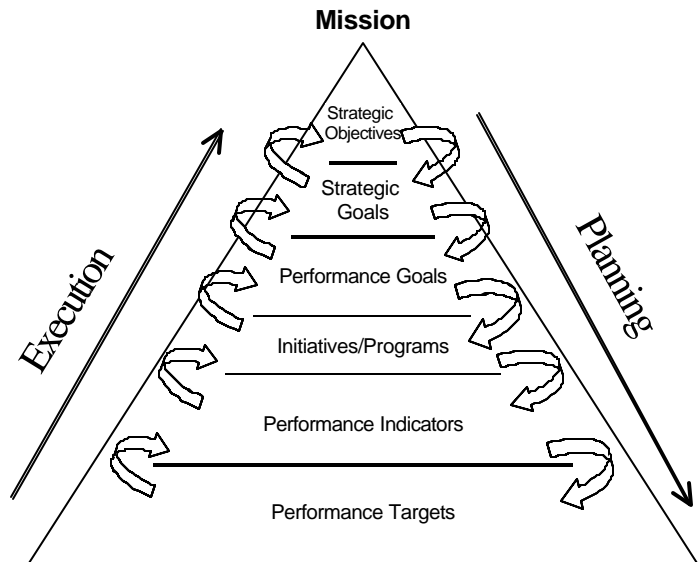 Mission
Strategic
Objectives
Strategic
Goals
Performance Goals
Initiatives/Programs
Performance Indicators
Performance Targets
Execution
Planning